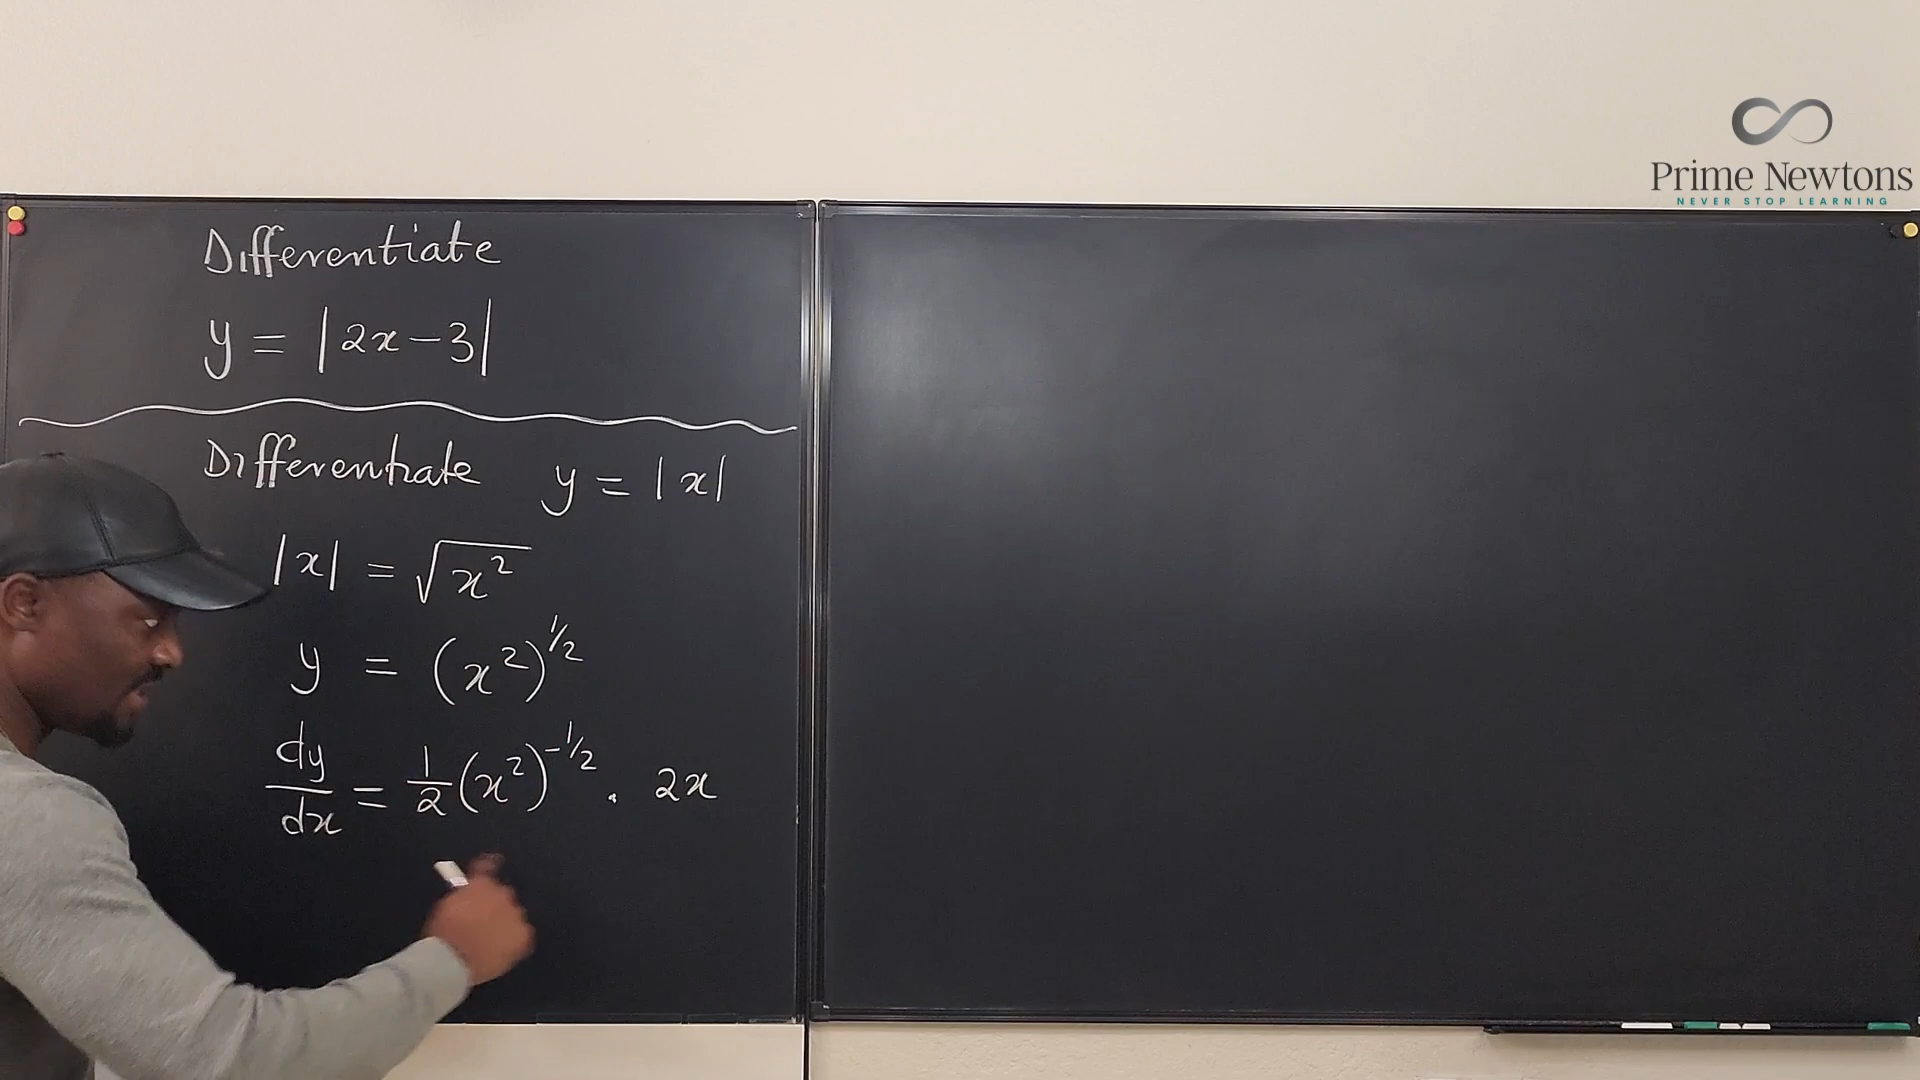 Prime Newtons
NEVER STOP LEARNING
Differentiate
y = |2x-3|
Differentiate y = |x|
|x| = √x²
y = (x²)^1/2
dy/dx = 1/2(x²)^-1/2 . 2x